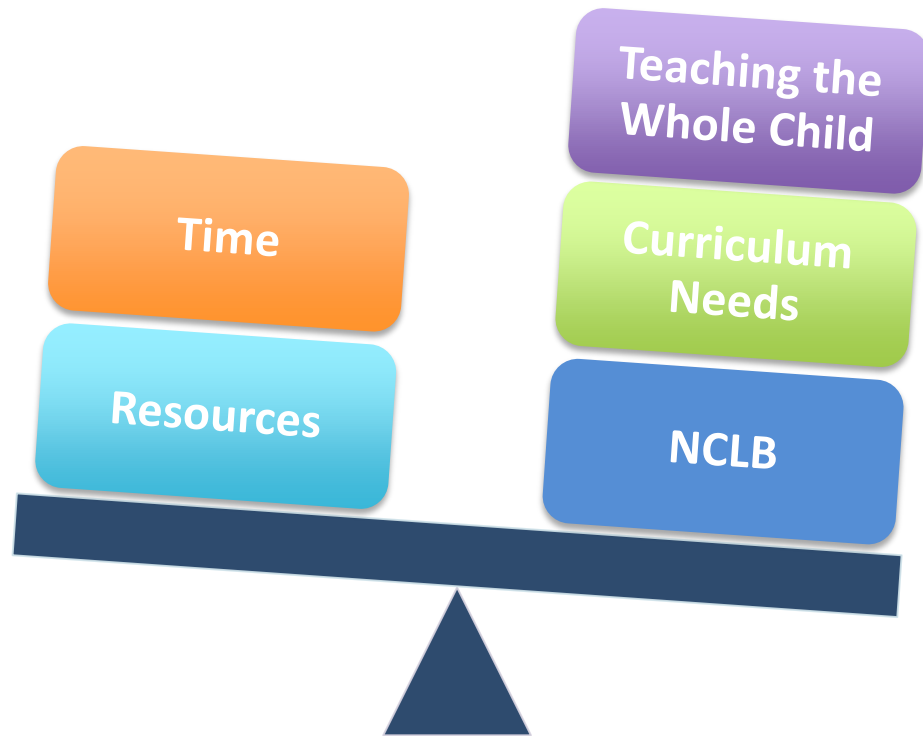 Time
Resources
Teaching the
Whole Child
Curriculum
Needs
NCLB